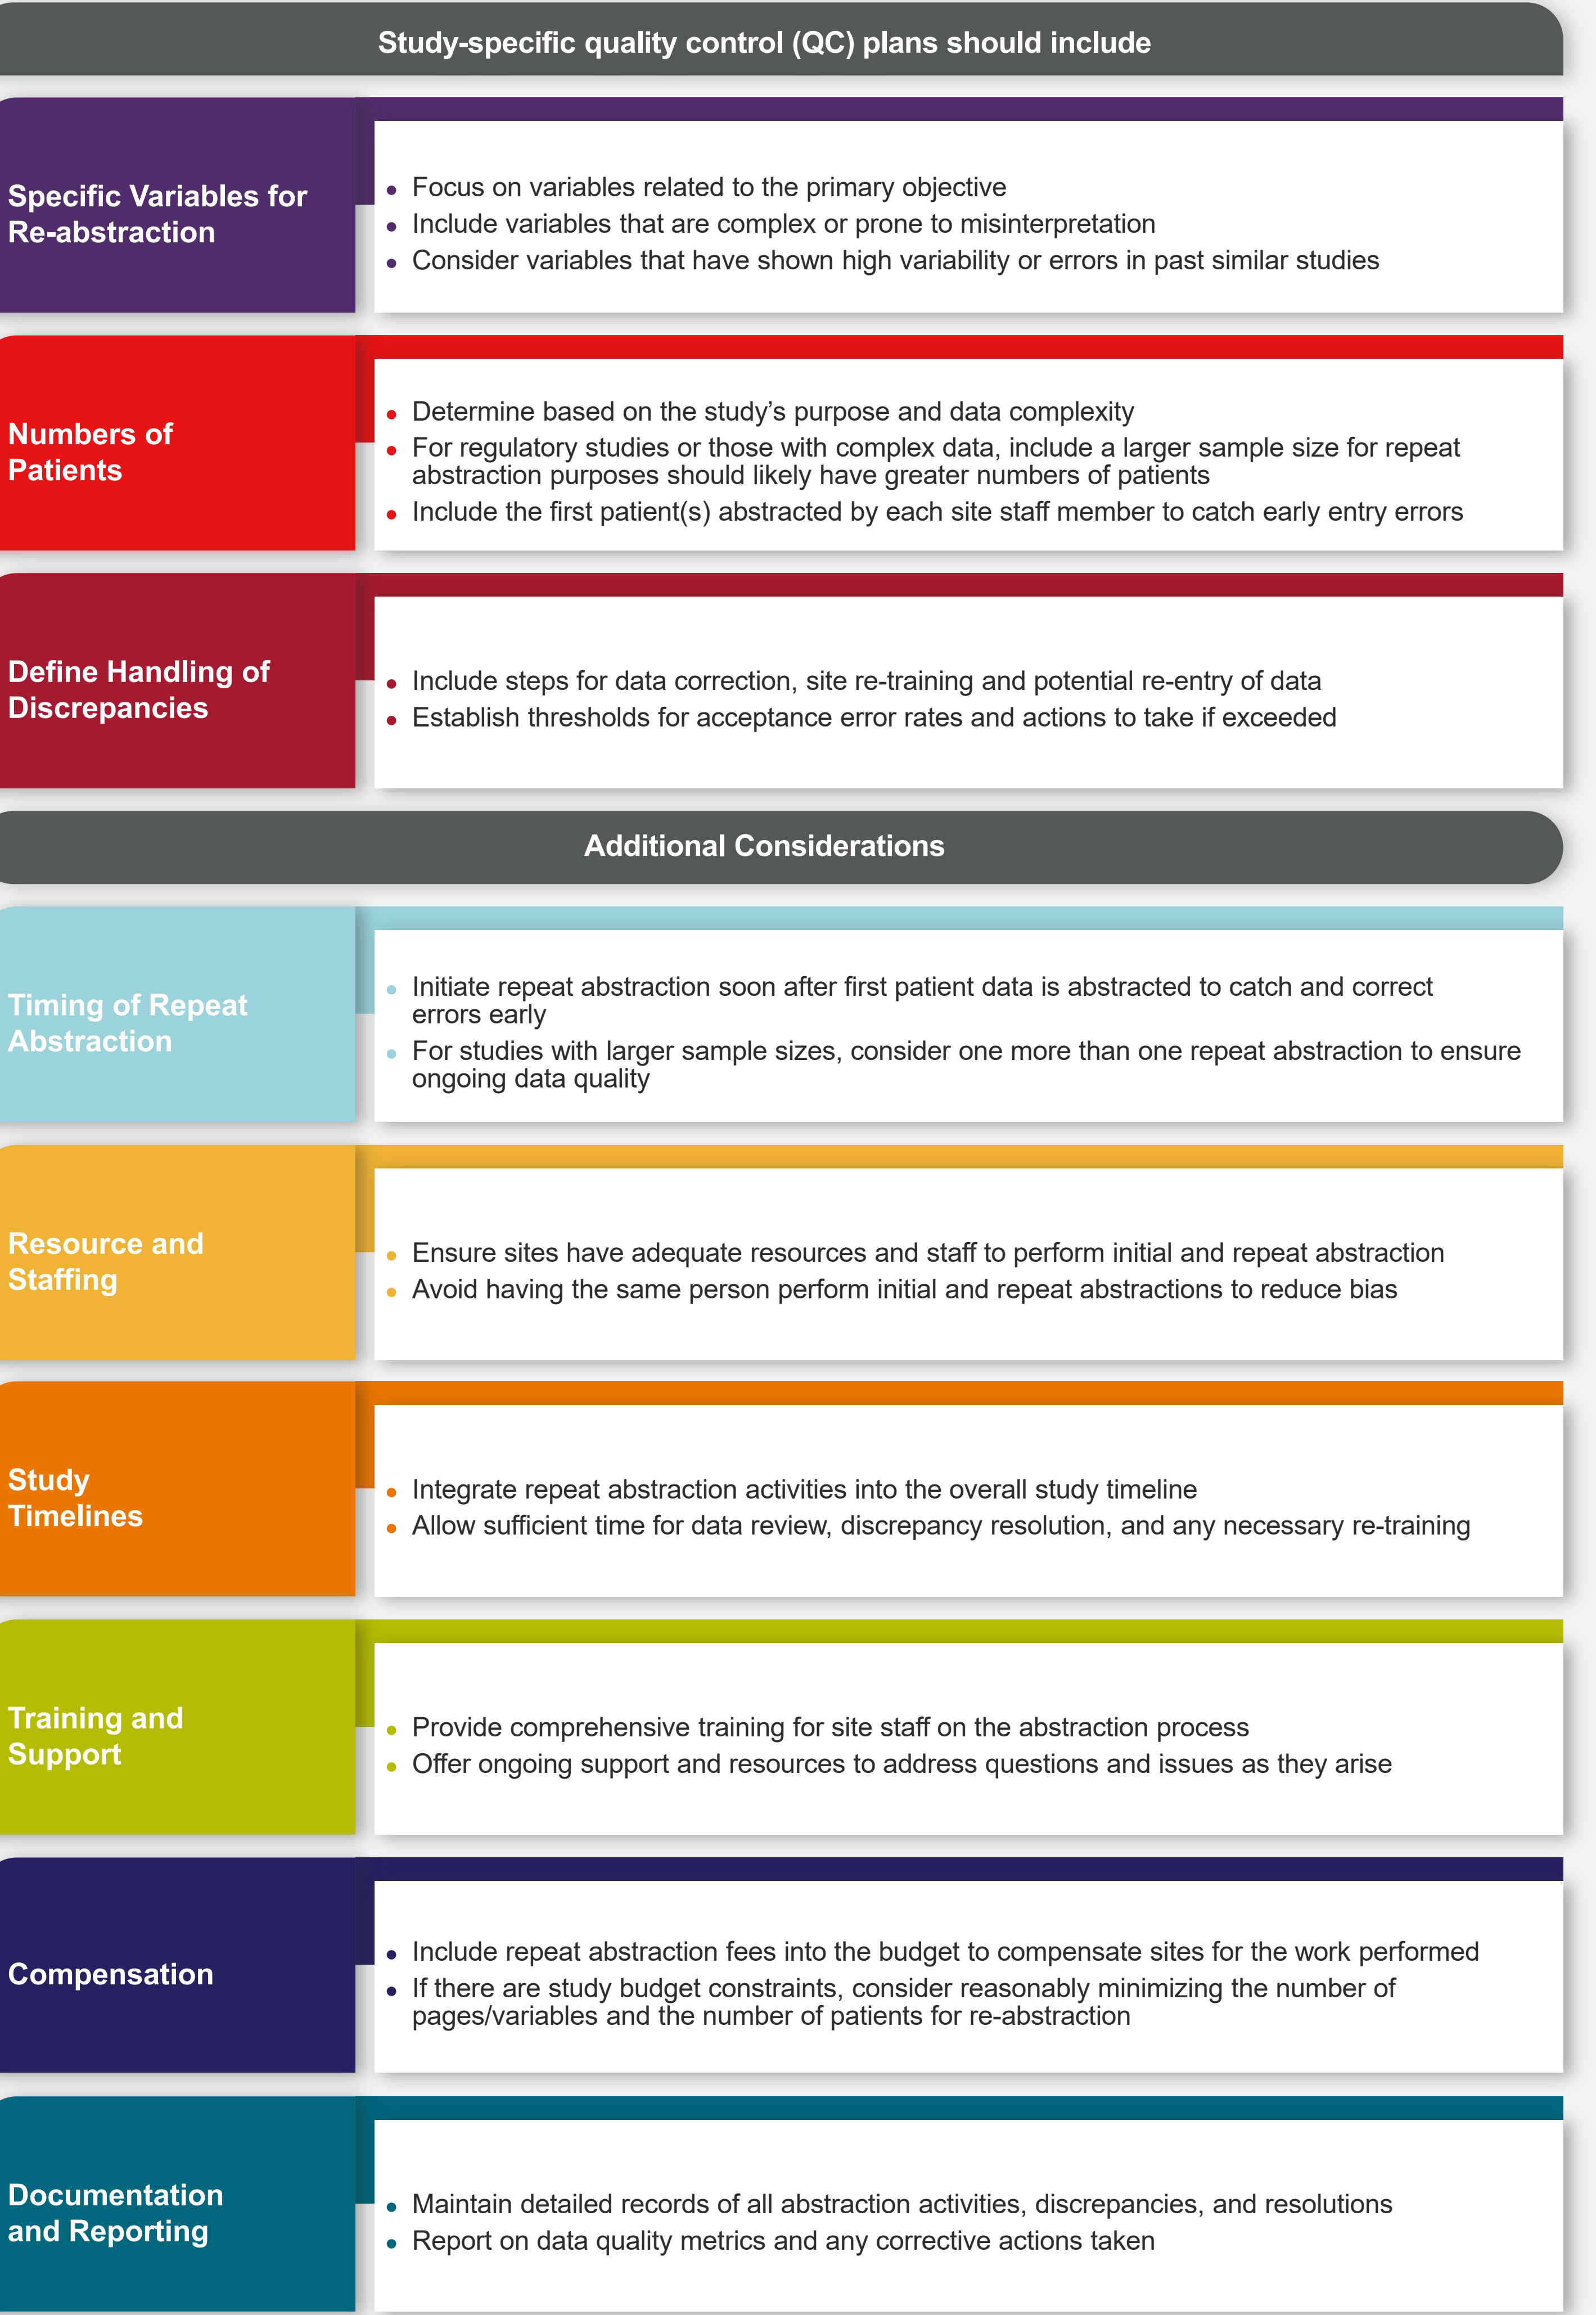 Study-specific quality control (QC) plans should include
Specific Variables for
Re-abstraction
• Focus on variables related to the primary objective
• Include variables that are complex or prone to misinterpretation
• Consider variables that have shown high variability or errors in past similar studies
Numbers of
Patients
• Determine based on the study’s purpose and data complexity
• For regulatory studies or those with complex data, include a larger sample size for repeat
abstraction purposes should likely have greater numbers of patients
• Include the first patient(s) abstracted by each site staff member to catch early entry errors
Define Handling of
Discrepancies
• Include steps for data correction, site re-training and potential re-entry of data
• Establish thresholds for acceptance error rates and actions to take if exceeded
Additional Considerations
Timing of Repeat
Abstraction
• Initiate repeat abstraction soon after first patient data is abstracted to catch and correct
errors early
• For studies with larger sample sizes, consider one more than one repeat abstraction to ensure
ongoing data quality
Resource and
Staffing
• Ensure sites have adequate resources and staff to perform initial and repeat abstraction
• Avoid having the same person perform initial and repeat abstractions to reduce bias
Study
Timelines
• Integrate repeat abstraction activities into the overall study timeline
• Allow sufficient time for data review, discrepancy resolution, and any necessary re-training
Training and
Support
• Provide comprehensive training for site staff on the abstraction process
• Offer ongoing support and resources to address questions and issues as they arise
Compensation
• Include repeat abstraction fees into the budget to compensate sites for the work performed
• If there are study budget constraints, consider reasonably minimizing the number of
pages/variables and the number of patients for re-abstraction
Documentation
and Reporting
• Maintain detailed records of all abstraction activities, discrepancies, and resolutions
• Report on data quality metrics and any corrective actions taken